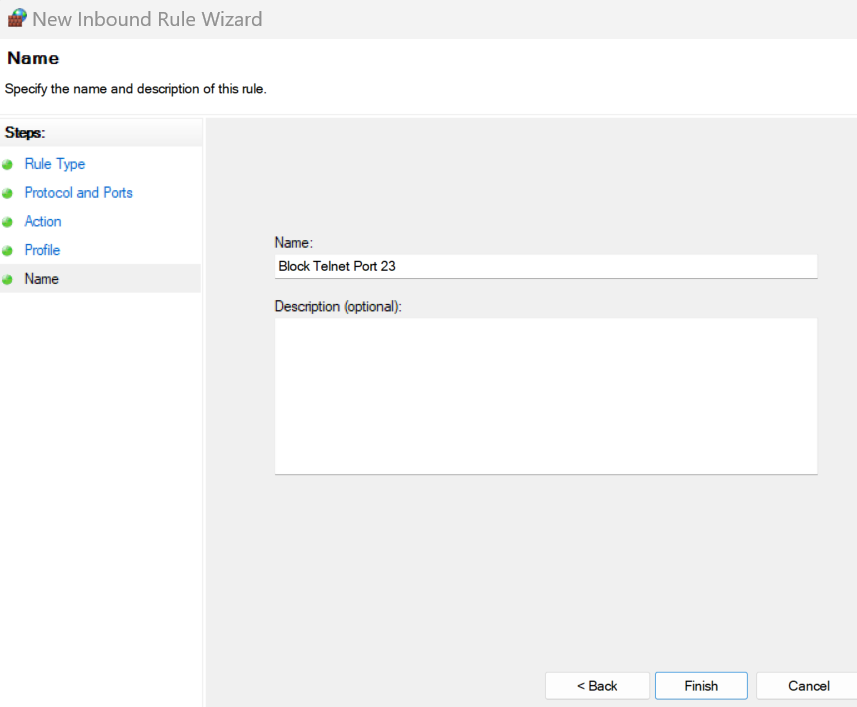 New Inbound Rule Wizard
Name
Specify the name and description of this rule.
Steps:
Rule Type
Protocol and Ports
Action
Profile
Name
Name:
Block Telnet Port 23
Description (optional):
< Back
Finish
Cancel